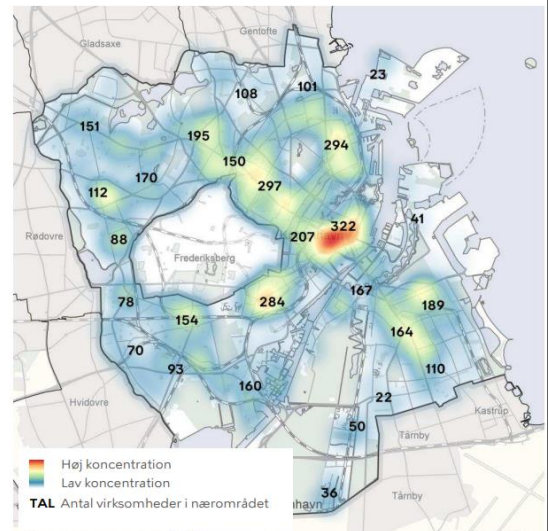 Gentofte
Gladsaxe
23
108
101
151
195
294
150
170
297
112
322
41
Rødovre
88
207
Frederiksberg
167
78
284
189
154
164
70
93
110
160
22
Hvidovre
Kastrup
50
Tårnby
Høj koncentration
Lav koncentration
36
Tårnby
TAL Antal virksomheder i nærområdet
nhavn